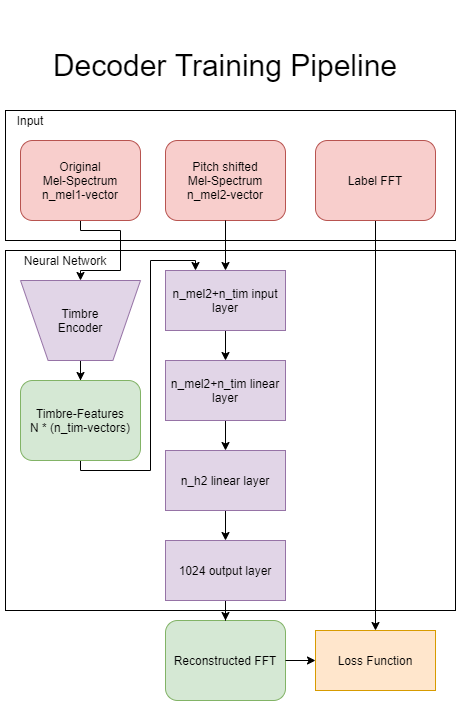 Decoder Training Pipeline
Input
Original
Mel-Spectrum
n_mel1-vector
Pitch shifted
Mel-Spectrum
n_mel2-vector
Label FFT
Neural Network
Timbre
Encoder
n_mel2+n_tim input
layer
Timbre-Features
N * (n_tim-vectors)
n_mel2+n_tim linear
layer
n_h2 linear layer
1024 output layer
Reconstructed FFT
Loss Function